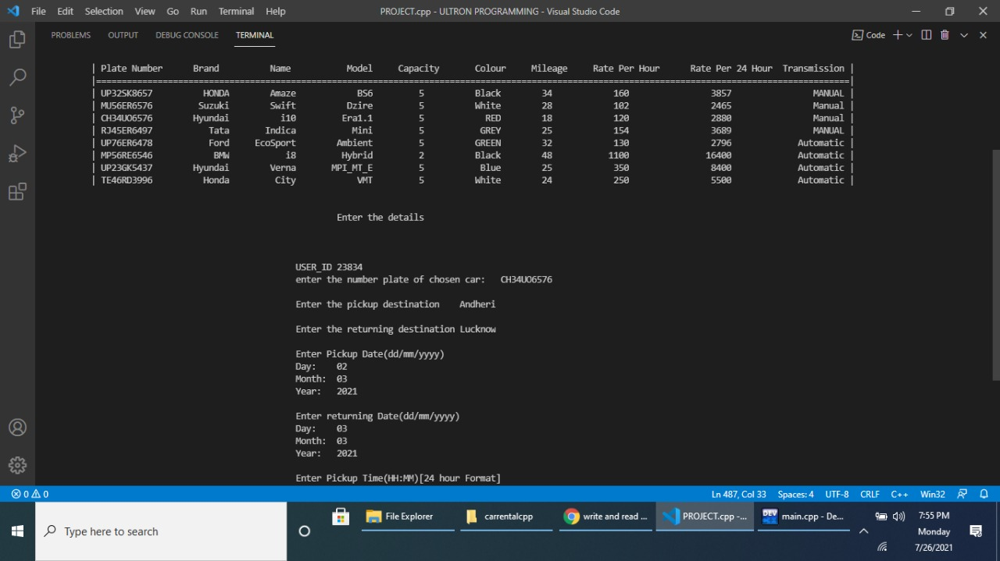 File Edit Selection View Go Run Terminal Help PROJECT.cpp - ULTRON PROGRAMMING - Visual Studio Code
PROBLEMS OUTPUT DEBUG CONSOLE TERMINAL Code
| Plate Number Brand Name Model Capacity Colour Mileage Rate Per Hour Rate Per 24 Hour Transmission |
|==================================================================================================================================================|
| UP32SK8657 HONDA Amaze BS6 5 Black 34 160 3857 MANUAL |
| MU56ER6576 Suzuki Swift Dzire 5 White 28 102 2465 Manual |
| CH34UO6576 Hyundai i10 Era1.1 5 RED 18 120 2880 Manual |
| RJ45ER6497 Tata Indica Mini 5 GREY 25 154 3689 MANUAL |
| UP76ER6478 Ford EcoSport Ambient 5 GREEN 32 130 2796 Automatic |
| MP56RE6546 BMW i8 Hybrid 2 Black 48 1100 16400 Automatic |
| UP23GK5437 Hyundai Verna MPI_MT_E 5 Blue 25 350 8400 Automatic |
| TE46RD3996 Honda City VMT 5 White 24 250 5500 Automatic |
Enter the details
USER_ID 23834
enter the number plate of chosen car: CH34UO6576
Enter the pickup destination Andheri
Enter the returning destination Lucknow
Enter Pickup Date(dd/mm/yyyy)
Day: 02
Month: 03
Year: 2021
Enter returning Date(dd/mm/yyyy)
Day: 03
Month: 03
Year: 2021
Enter Pickup Time(HH:MM)[24 hour Format]
0 0 Ln 487, Col 33 Spaces: 4 UTF-8 CRLF C++ Win32
Type here to search File Explorer carrentalcpp write and read ... PROJECT.cpp -... DEV main.cpp - De... 7:55 PM
Monday
7/26/2021